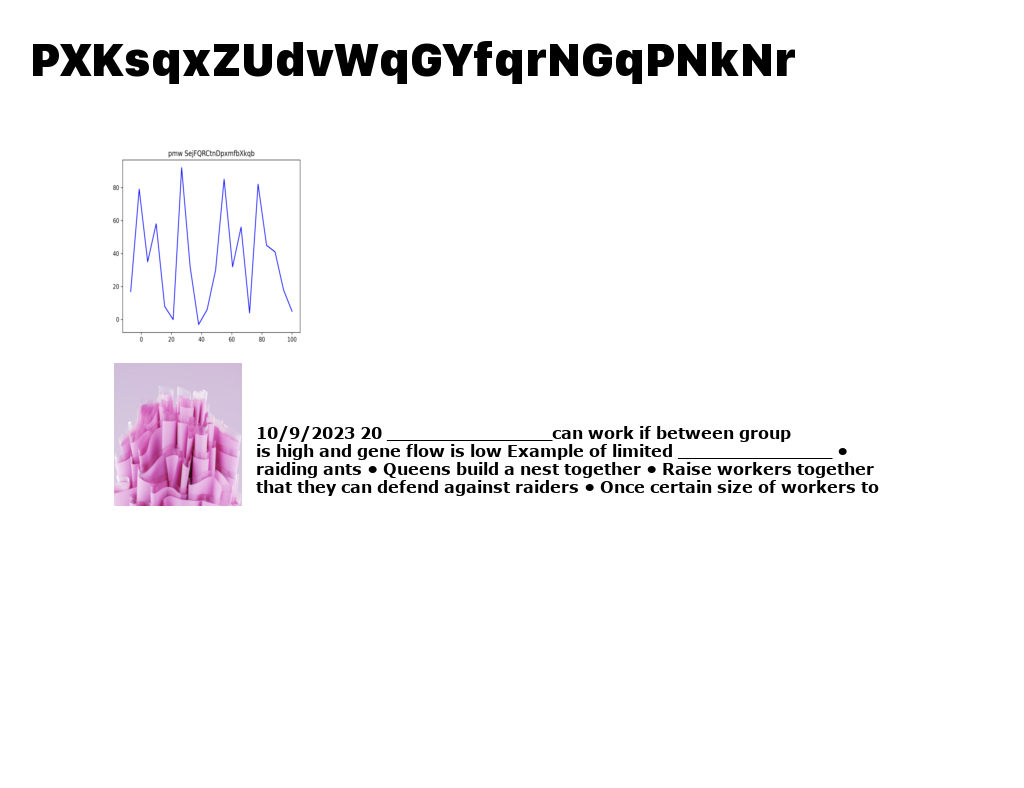 PXKsqxZUdvWqGYfqrNGqPNkNr
pmw SejFQRCtnDpxmfbXkqb
80
60
40
20
0
0 20 40 60 80 100
10/9/2023 20 ________________can work if between group
is high and gene flow is low Example of limited _______________ •
raiding ants • Queens build a nest together • Raise workers together
that they can defend against raiders • Once certain size of workers to